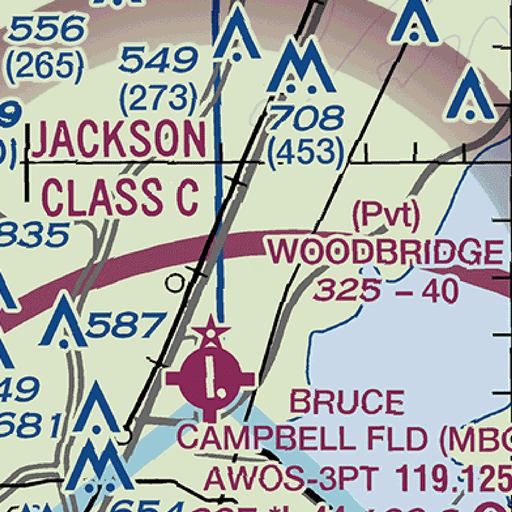 556
(265)
549
(273)
708
(453)
JACKSON
CLASS C
835
(Pvt)
WOODBRIDGE
325 - 40
587
49
681
BRUCE
CAMPBELL FLD (MBO
AWOS-3PT 119.125
654